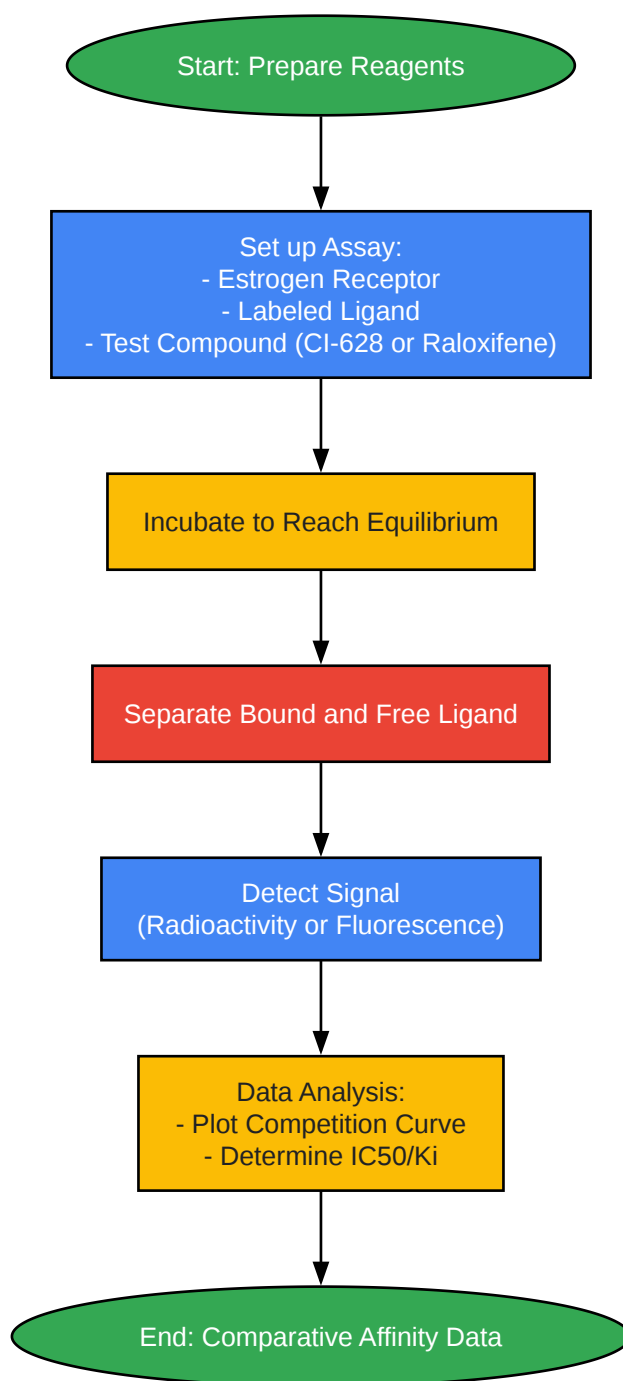 Start: Prepare Reagents
Set up Assay:
- Estrogen Receptor
- Labeled Ligand
- Test Compound (CI-628 or Raloxifene)
Incubate to Reach Equilibrium
Separate Bound and Free Ligand
Detect Signal
(Radioactivity or Fluorescence)
Data Analysis:
- Plot Competition Curve
- Determine IC50/Ki
End: Comparative Affinity Data